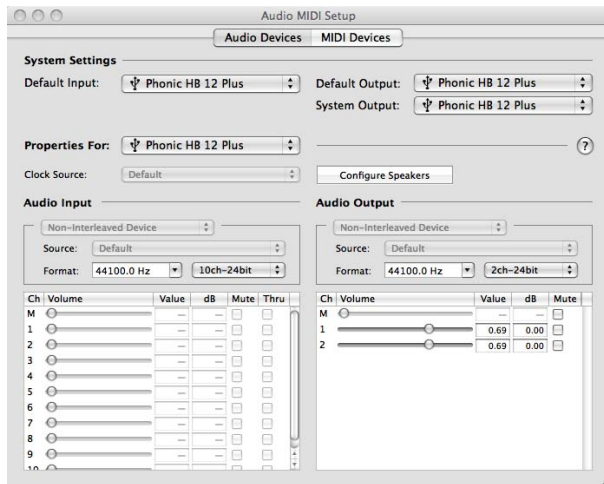 Audio MIDI Setup
Audio Devices MIDI Devices
System Settings
Default Input: Phonic HB 12 Plus Default Output: Phonic HB 12 Plus
System Output: Phonic HB 12 Plus
Properties For: Phonic HB 12 Plus ?
Clock Source: Default Configure Speakers
Audio Input Audio Output
Non-Interleaved Device Non-Interleaved Device
Source: Default Source: Default
Format: 44100.0 Hz 10ch-24bit Format: 44100.0 Hz 2ch-24bit
Ch Volume Value dB Mute Thru Ch Volume Value dB Mute
M — — M — —
1 — — 1 0.69 0.00
2 — — 2 0.69 0.00
3 — —
4 — —
5 — —
6 — —
7 — —
8 — —
9 — —
10 — —